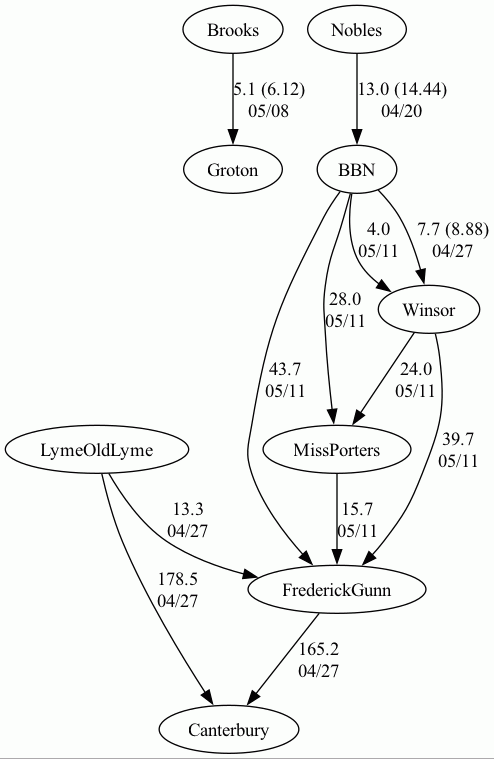 Brooks
Nobles
5.1 (6.12)
05/08
13.0 (14.44)
04/20
Groton
BBN
4.0
05/11
7.7 (8.88)
04/27
28.0
05/11
Winsor
43.7
05/11
24.0
05/11
39.7
05/11
LymeOldLyme
MissPorters
13.3
04/27
15.7
05/11
178.5
04/27
FrederickGunn
165.2
04/27
Canterbury